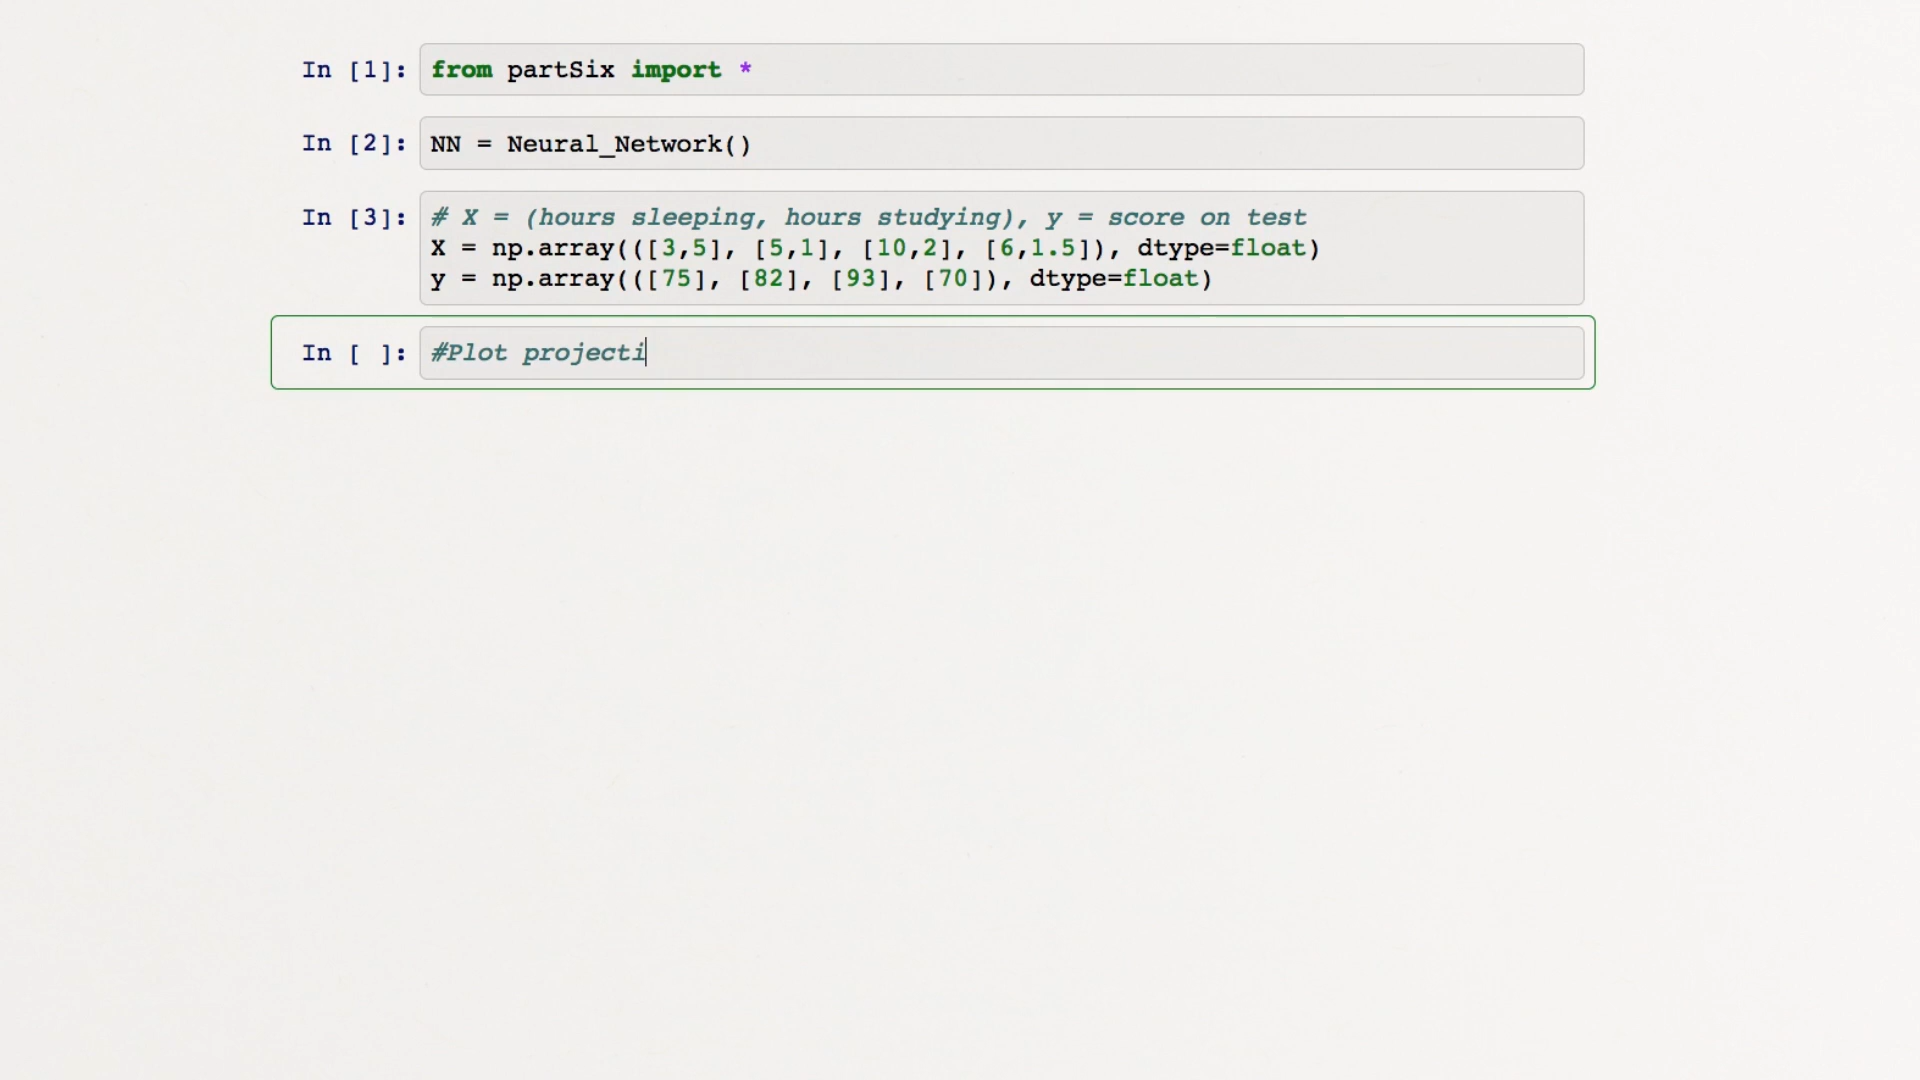 In [1]: from partSix import *
In [2]: NN = Neural_Network()
In [3]: # X = (hours sleeping, hours studying), y = score on test
X = np.array(([3,5], [5,1], [10,2], [6,1.5]), dtype=float)
y = np.array(([75], [82], [93], [70]), dtype=float)
In [ ]: #Plot projecti